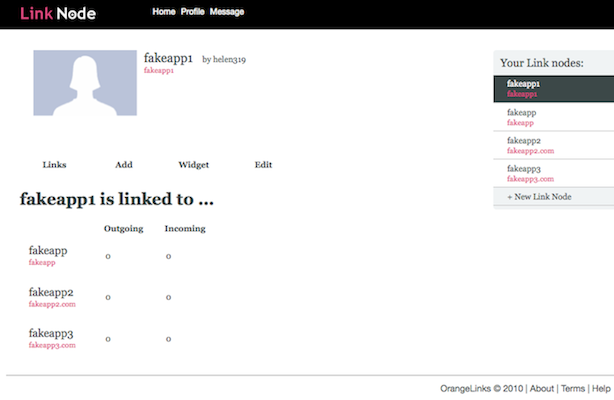 Link Node
Home Profile Message
fakeapp1 by helen319
fakeapp1
Links Add Widget Edit
fakeapp1 is linked to ...
Outgoing Incoming
fakeapp 0 0
fakeapp
fakeapp2 0 0
fakeapp2.com
fakeapp3 0 0
fakeapp3.com
Your Link nodes:
fakeapp1
fakeapp1
fakeapp
fakeapp
fakeapp2
fakeapp2.com
fakeapp3
fakeapp3.com
+ New Link Node
OrangeLinks © 2010 | About | Terms | Help